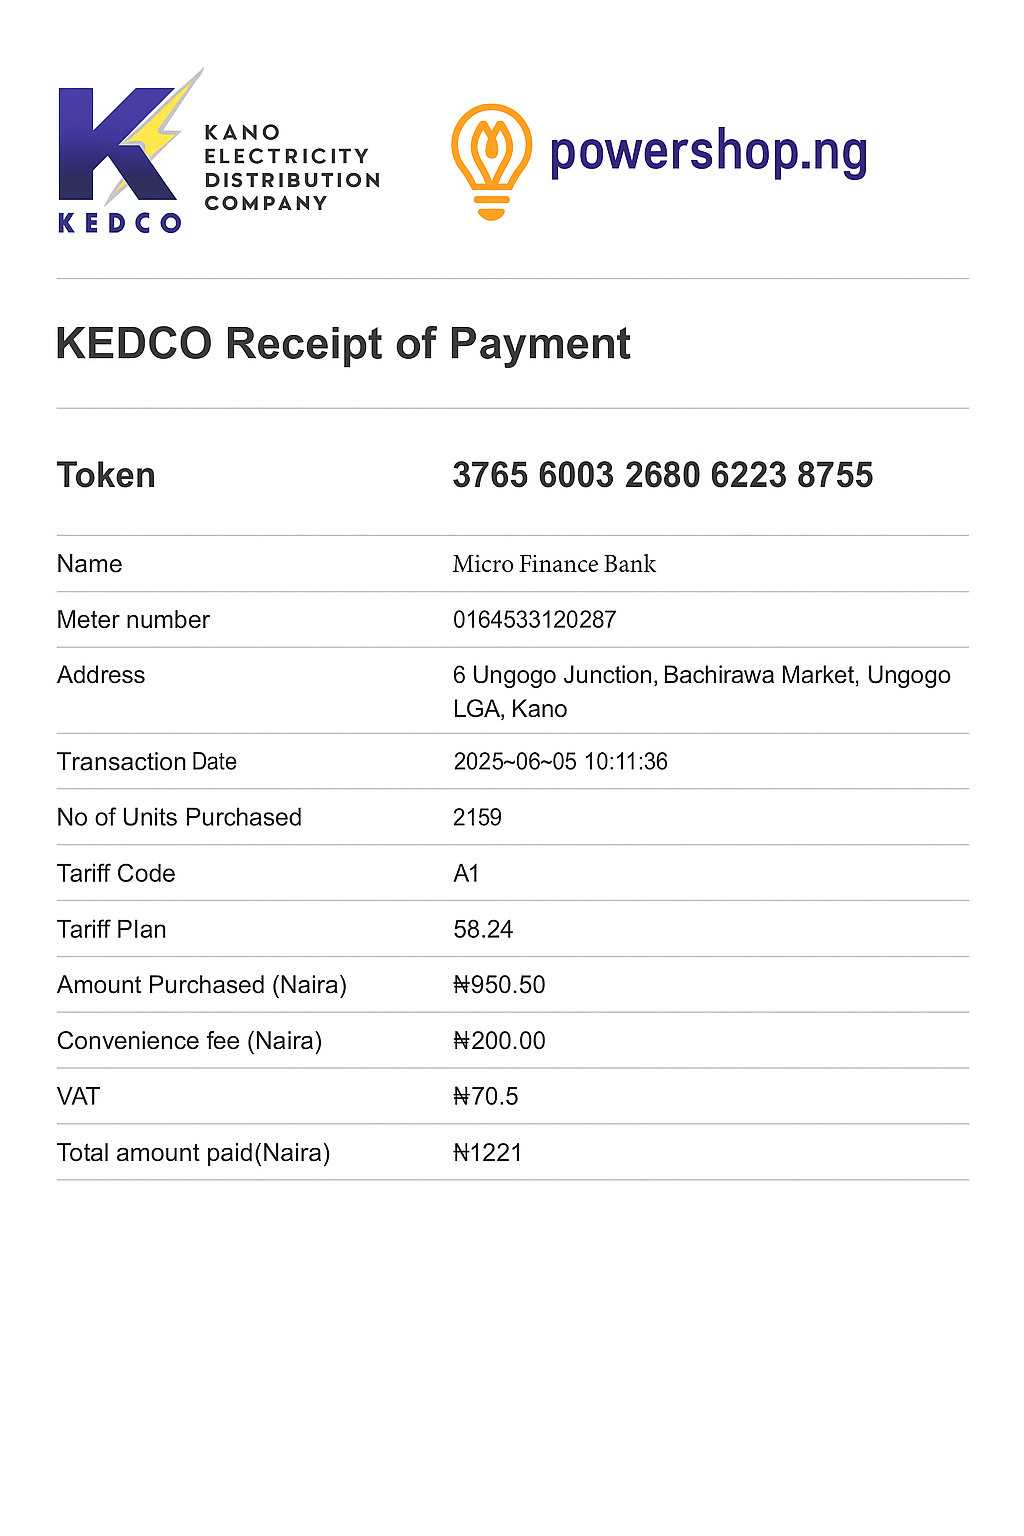 KEDCO
KANO
ELECTRICITY
DISTRIBUTION
COMPANY
powershop.ng
KEDCO Receipt of Payment
Token 3765 6003 2680 6223 8755
Name Micro Finance Bank
Meter number 0164533120287
Address 6 Ungogo Junction, Bachirawa Market, Ungogo
LGA, Kano
Transaction Date 2025~06~05 10:11:36
No of Units Purchased 2159
Tariff Code A1
Tariff Plan 58.24
Amount Purchased (Naira) ₦950.50
Convenience fee (Naira) ₦200.00
VAT ₦70.5
Total amount paid(Naira) ₦1221